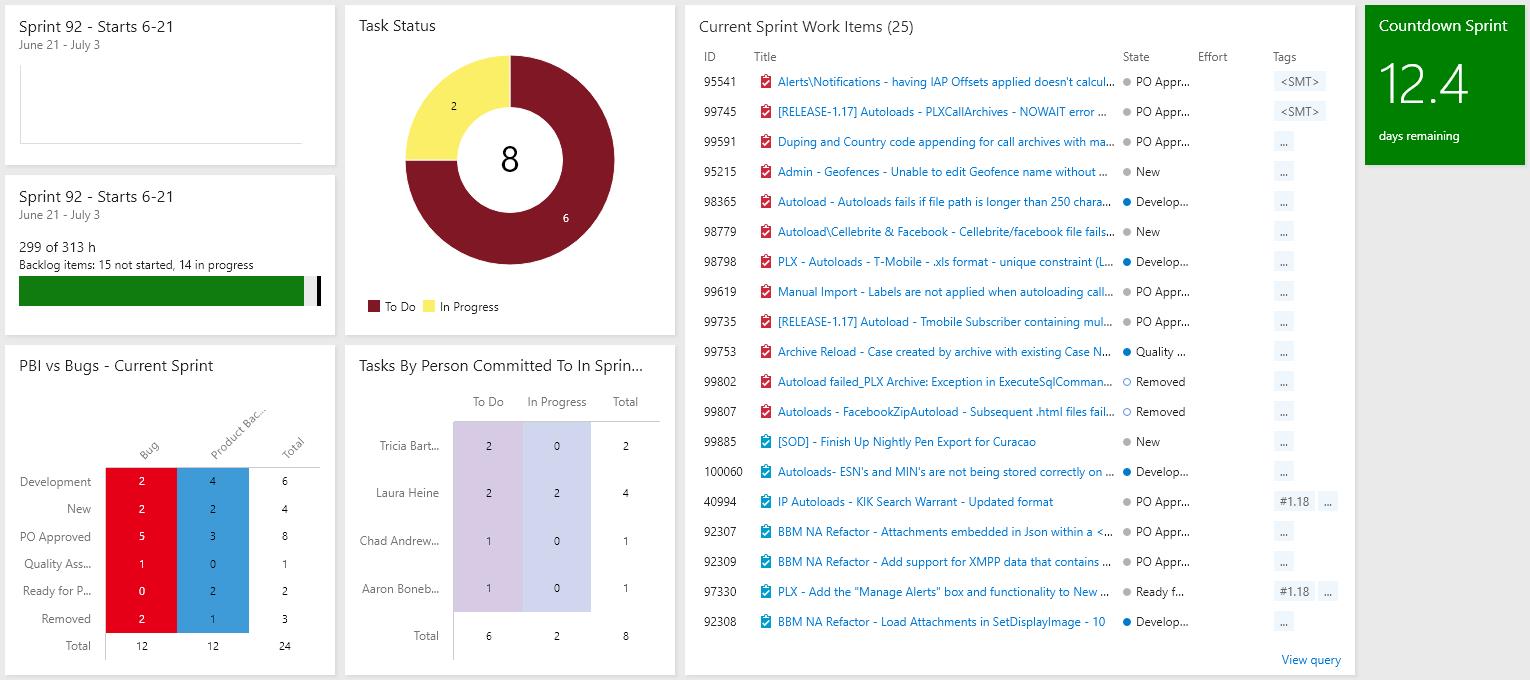 Sprint 92 - Starts 6-21
June 21 - July 3
Sprint 92 - Starts 6-21
June 21 - July 3
299 of 313 h
Backlog items: 15 not started, 14 in progress
Task Status
2
8
6
To Do In Progress
PBI vs Bugs - Current Sprint
Bug Product Bac... Total
Development 2 4 6
New 2 2 4
PO Approved 5 3 8
Quality Ass... 1 0 1
Ready for P... 0 2 2
Removed 2 1 3
Total 12 12 24
Tasks By Person Committed To In Sprin...
To Do In Progress Total
Tricia Bart... 2 0 2
Laura Heine 2 2 4
Chad Andrew... 1 0 1
Aaron Boneb... 1 0 1
Total 6 2 8
Current Sprint Work Items (25)
ID Title State Effort Tags
95541 Alerts\Notifications - having IAP Offsets applied doesn't calcul... PO Appr... <SMT>
99745 [RELEASE-1.17] Autoloads - PLXCallArchives - NOWAIT error ... PO Appr... <SMT>
99591 Duping and Country code appending for call archives with ma... PO Appr... ...
95215 Admin - Geofences - Unable to edit Geofence name without ... New ...
98365 Autoload - Autoloads fails if file path is longer than 250 chara... Develop... ...
98779 Autoload\Cellebrite & Facebook - Cellebrite/facebook file fails... New ...
98798 PLX - Autoloads - T-Mobile - .xls format - unique constraint (L... Develop... ...
99619 Manual Import - Labels are not applied when autoloading call... PO Appr... ...
99735 [RELEASE-1.17] Autoload - Tmobile Subscriber containing mul... PO Appr... ...
99753 Archive Reload - Case created by archive with existing Case N... Quality ... ...
99802 Autoload failed_PLX Archive: Exception in ExecuteSqlComman... Removed ...
99807 Autoloads - FacebookZipAutoload - Subsequent .html files fail... Removed ...
99885 [SOD] - Finish Up Nightly Pen Export for Curacao New ...
100060 Autoloads- ESN's and MIN's are not being stored correctly on ... Develop... ...
40994 IP Autoloads - KIK Search Warrant - Updated format PO Appr... #1.18 ...
92307 BBM NA Refactor - Attachments embedded in Json within a <... PO Appr... ...
92309 BBM NA Refactor - Add support for XMPP data that contains ... PO Appr... ...
97330 PLX - Add the "Manage Alerts" box and functionality to New ... Ready f... #1.18 ...
92308 BBM NA Refactor - Load Attachments in SetDisplayImage - 10 Develop... ...
View query
Countdown Sprint
12.4
days remaining